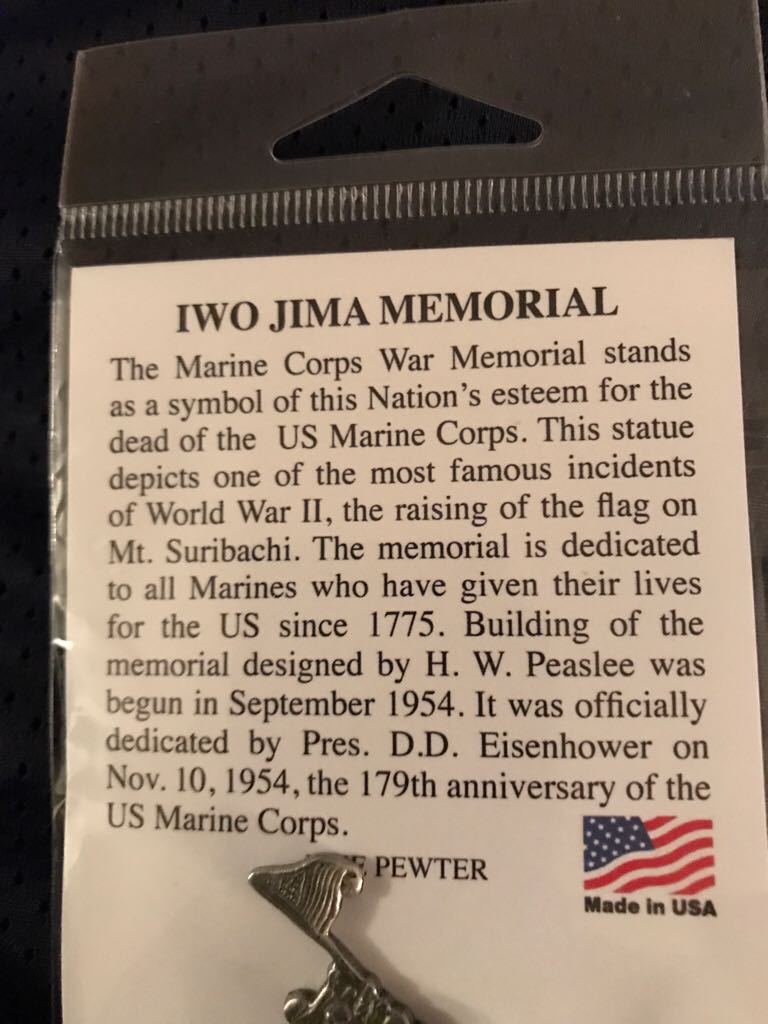 IWO JIMA MEMORIAL
The Marine Corps War Memorial stands
as a symbol of this Nation's esteem for the
dead of the US Marine Corps. This statue
depicts one of the most famous incidents
of World War II, the raising of the flag on
Mt. Suribachi. The memorial is dedicated
to all Marines who have given their lives
for the US since 1775. Building of the
memorial designed by H. W. Peaslee was
begun in September 1954. It was officially
dedicated by Pres. D.D. Eisenhower on
Nov. 10, 1954, the 179th anniversary of the
US Marine Corps.
PEWTER
Made in USA